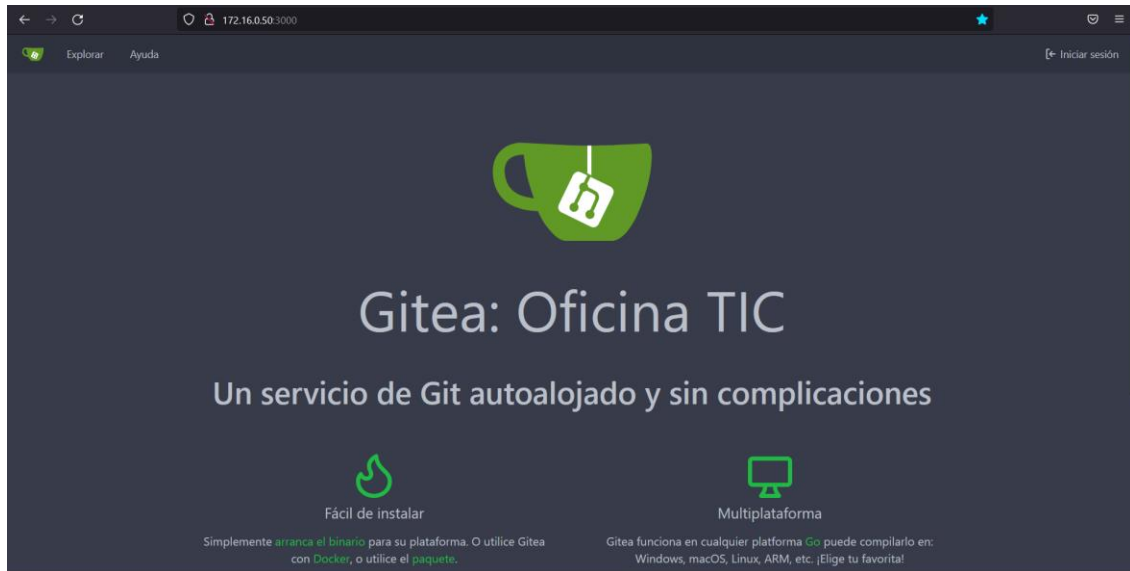 172.16.0.50:3000
Explorar Ayuda Iniciar sesión
Gitea: Oficina TIC
Un servicio de Git autoalojado y sin complicaciones
Fácil de instalar
Simplemente arranca el binario para su plataforma. O utilice Gitea
con Docker, o utilice el paquete.
Multiplataforma
Gitea funciona en cualquier platforma Go puede compilarlo en:
Windows, macOS, Linux, ARM, etc. ¡Elige tu favorita!